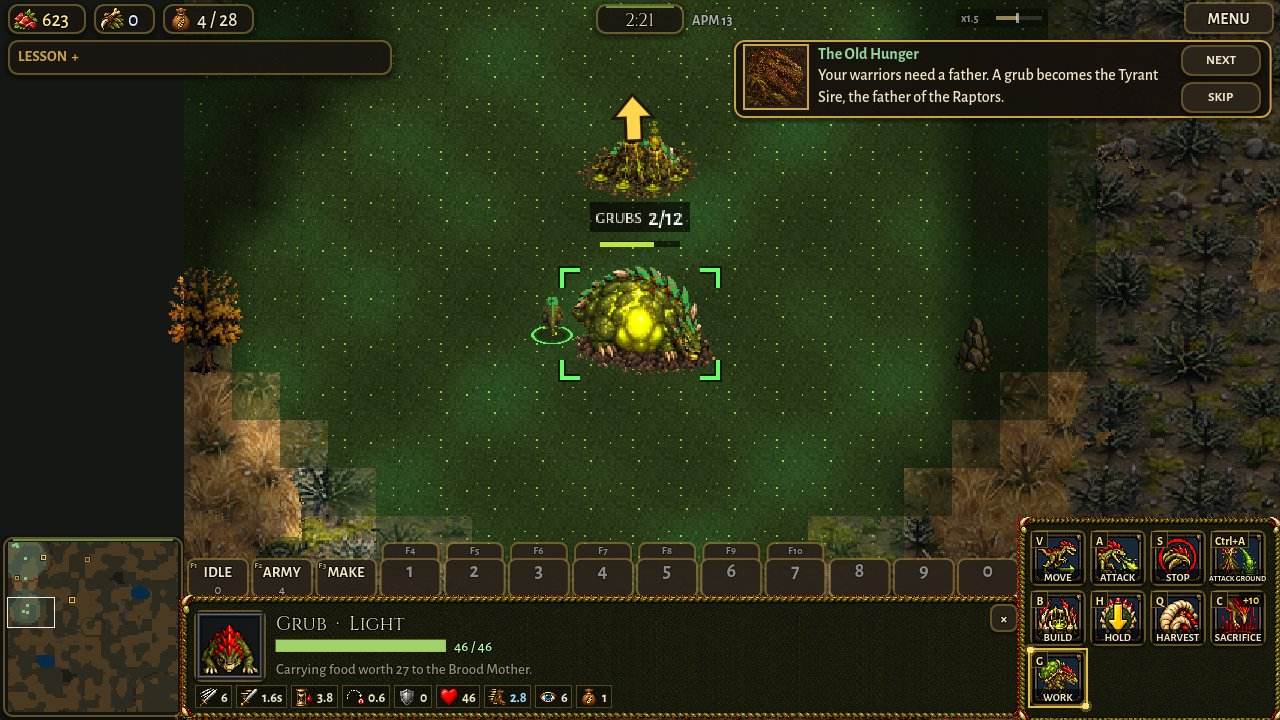 623
0
4 / 28
2:21
APM 13
x1.5
MENU
LESSON +
The Old Hunger
Your warriors need a father. A grub becomes the Tyrant
Sire, the father of the Raptors.
NEXT
SKIP
GRUBS 2/12
F1 IDLE 0
F2 ARMY 4
F3 MAKE
F4 1
F5 2
F6 3
F7 4
F8 5
F9 6
F10 7
8
9
0
Grub · Light
46 / 46
Carrying food worth 27 to the Brood Mother.
6
1.6s
3.8
0.6
0
46
2.8
6
1
×
V MOVE
A ATTACK
S STOP
Ctrl+A ATTACK GROUND
B BUILD
H HOLD
Q HARVEST
C +10 SACRIFICE
G WORK